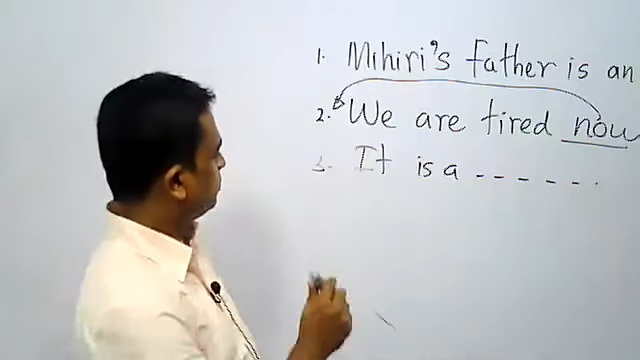 1. Mihiri's father is an
2. We are tired now
3. It is a ------.